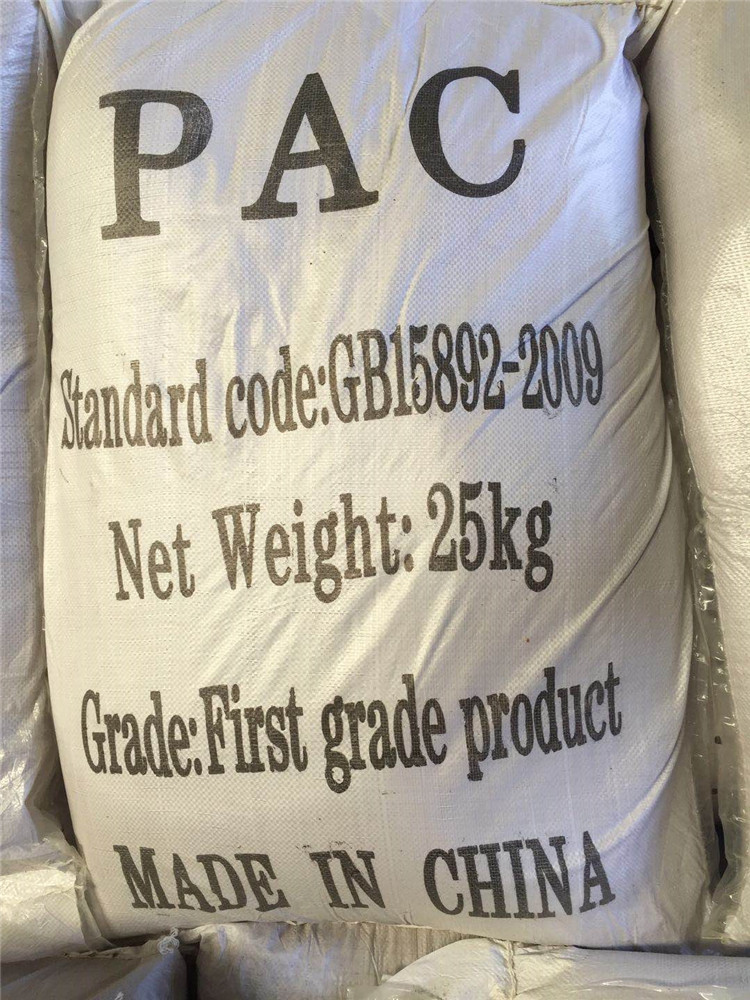 PAC
Standard code:GB15892-2009
Net Weight: 25kg
Grade:First grade product
MADE IN CHINA